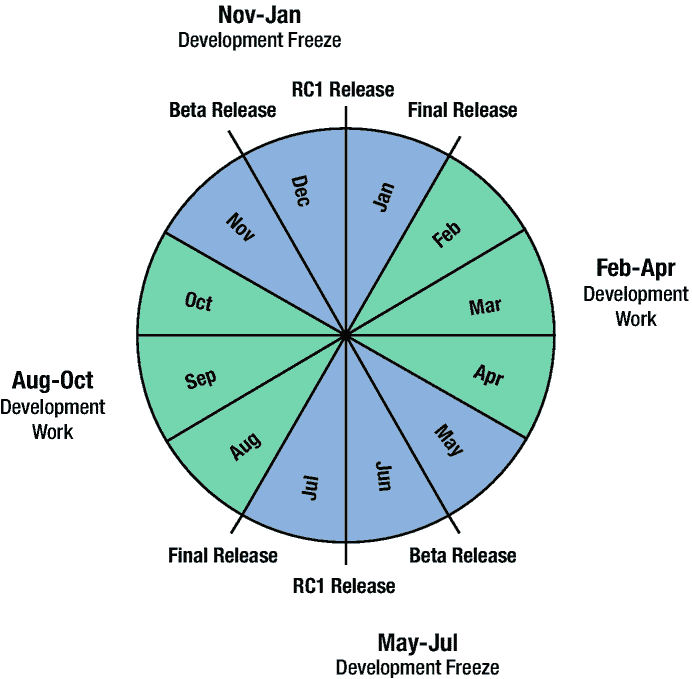 Nov-Jan
Development Freeze
RC1 Release
Beta Release
Final Release
Dec
Jan
Nov
Feb
Oct
Mar
Feb-Apr
Development
Work
Sep
Apr
Aug-Oct
Development
Work
Aug
May
Jul
Jun
Final Release
Beta Release
RC1 Release
May-Jul
Development Freeze